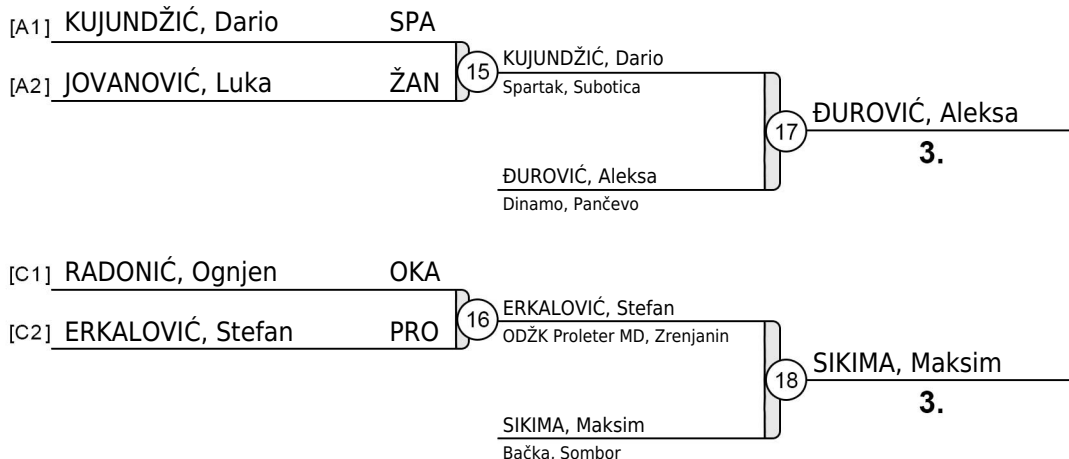 [A1] KUJUNDŽIĆ, Dario SPA
[A2] JOVANOVIĆ, Luka ŽAN
15
KUJUNDŽIĆ, Dario
Spartak, Subotica
17
ĐUROVIĆ, Aleksa
3.
ĐUROVIĆ, Aleksa
Dinamo, Pančevo
[C1] RADONIĆ, Ognjen OKA
[C2] ERKALOVIĆ, Stefan PRO
16
ERKALOVIĆ, Stefan
ODŽK Proleter MD, Zrenjanin
18
SIKIMA, Maksim
3.
SIKIMA, Maksim
Bačka, Sombor